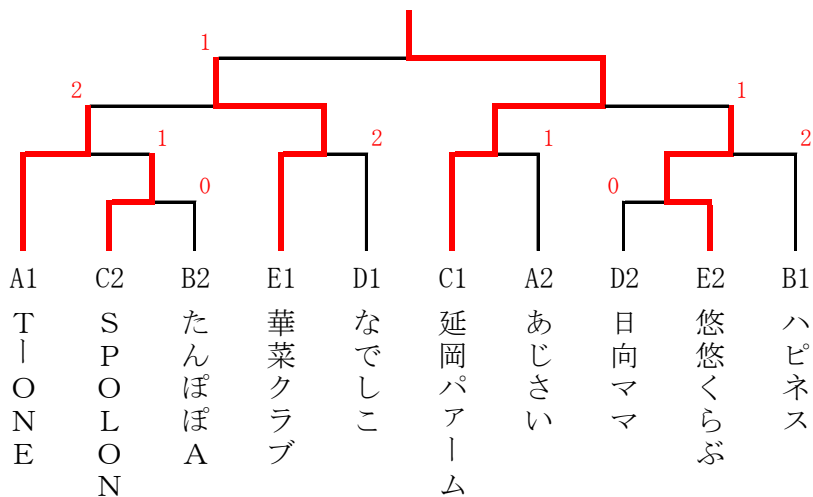 1
2
1
1
2
1
2
0
0
A1
C2
B2
E1
D1
C1
A2
D2
E2
B1
T―ONE
SPOLON
たんぽぽA
華菜クラブ
なでしこ
延岡パァーム
あじさい
日向ママ
悠悠くらぶ
ハピネス